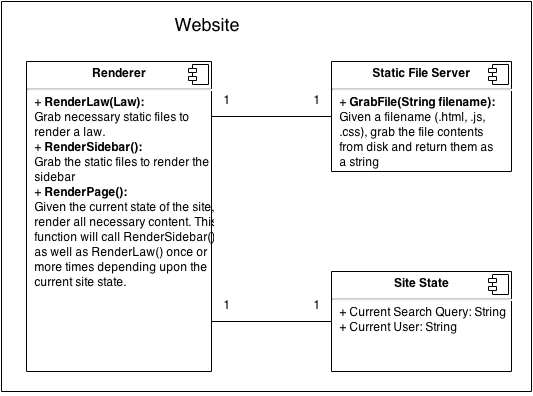 Website
Renderer
+ RenderLaw(Law):
Grab necessary static files to
render a law.
+ RenderSidebar():
Grab the static files to render the
sidebar
+ RenderPage():
Given the current state of the site,
render all necessary content. This
function will call RenderSidebar()
as well as RenderLaw() once or
more times depending upon the
current site state.
1
1
Static File Server
+ GrabFile(String filename):
Given a filename (.html, .js,
.css), grab the file contents
from disk and return them as
a string
1
1
Site State
+ Current Search Query: String
+ Current User: String